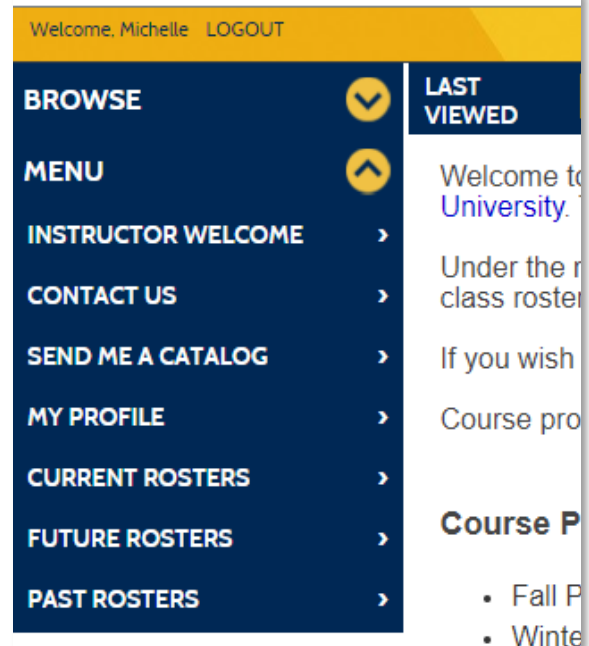 Welcome, Michelle LOGOUT
BROWSE
MENU
INSTRUCTOR WELCOME
CONTACT US
SEND ME A CATALOG
MY PROFILE
CURRENT ROSTERS
FUTURE ROSTERS
PAST ROSTERS
LAST
VIEWED
Welcome to
University.
Under the
class roster
If you wish
Course pro
Course P
• Fall P
• Winte